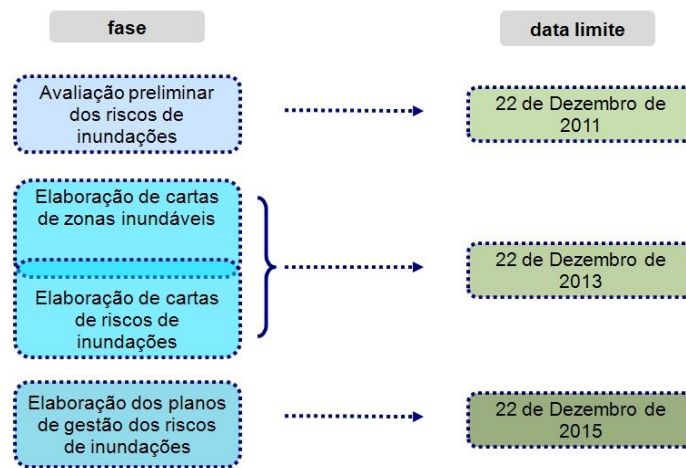 fase
data limite
Avaliação preliminar
dos riscos de
inundações
22 de Dezembro de
2011
Elaboração de cartas
de zonas inundáveis
Elaboração de cartas
de riscos de
inundações
22 de Dezembro de
2013
Elaboração dos planos
de gestão dos riscos
de inundações
22 de Dezembro de
2015